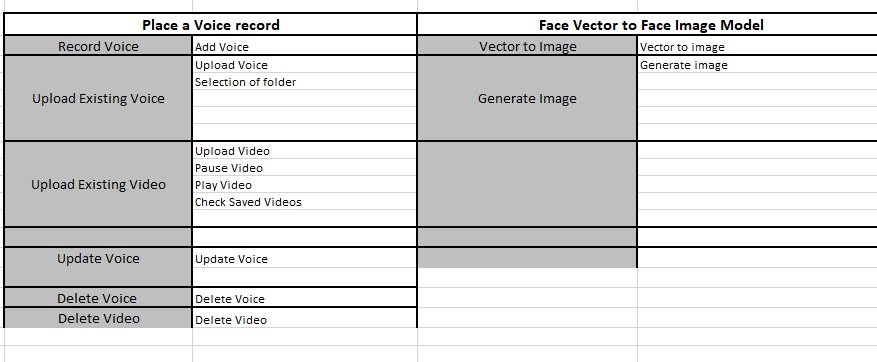 Place a Voice record
Face Vector to Face Image Model
Record Voice
Add Voice
Vector to Image
Vector to image
Upload Existing Voice
Upload Voice
Selection of folder
Generate Image
Generate image
Upload Existing Video
Upload Video
Pause Video
Play Video
Check Saved Videos
Update Voice
Update Voice
Delete Voice
Delete Voice
Delete Video
Delete Video